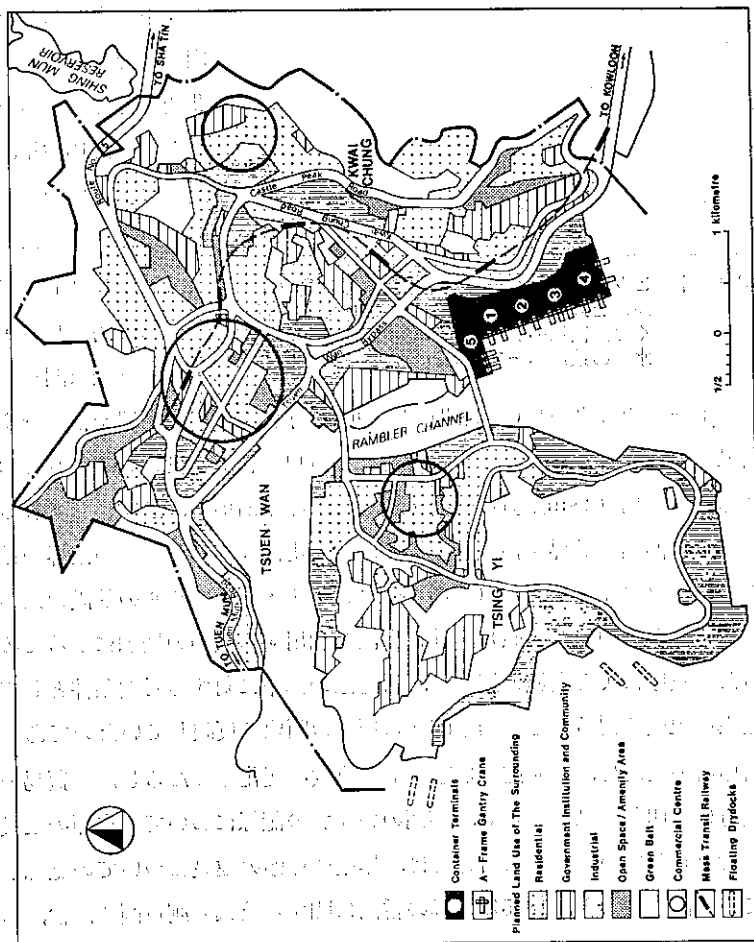 SHING MUN
RESERVOIR
TO SHA TIN
Route No. 5
Castle Peak Road
KWAI
CHUNG
TO KOWLOON
TSUEN WAN
TO TUEN MUN
RAMBLER CHANNEL
TSING YI
5
1
2
3
4
1/2 0 1 kilometre
Container Terminals
A - Frame Gantry Crane
Planned Land Use of The Surrounding
Residential
Government Institution and Community
Industrial
Open Space / Amenity Area
Green Belt
Commercial Centre
Mass Transit Railway
Floating Drydocks